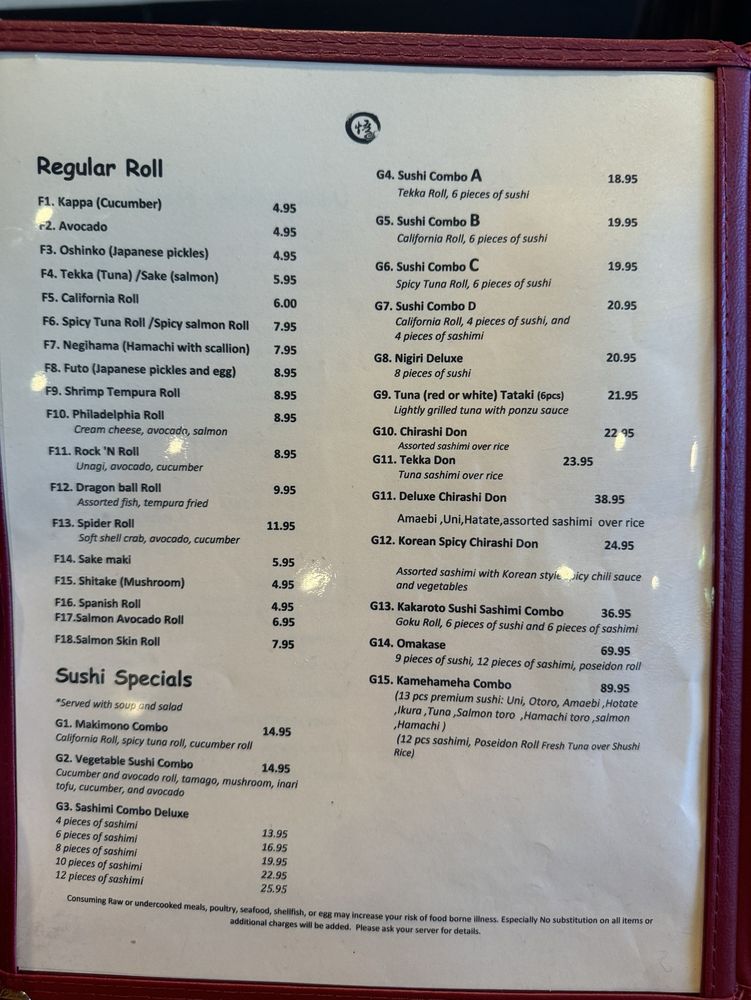 悟
Regular Roll
F1. Kappa (Cucumber) 4.95
F2. Avocado 4.95
F3. Oshinko (Japanese pickles) 4.95
F4. Tekka (Tuna) /Sake (salmon) 5.95
F5. California Roll 6.00
F6. Spicy Tuna Roll /Spicy salmon Roll 7.95
F7. Negihama (Hamachi with scallion) 7.95
F8. Futo (Japanese pickles and egg) 8.95
F9. Shrimp Tempura Roll 8.95
F10. Philadelphia Roll 8.95
Cream cheese, avocado, salmon
F11. Rock 'N Roll 8.95
Unagi, avocado, cucumber
F12. Dragon ball Roll 9.95
Assorted fish, tempura fried
F13. Spider Roll 11.95
Soft shell crab, avocado, cucumber
F14. Sake maki 5.95
F15. Shitake (Mushroom) 4.95
F16. Spanish Roll 4.95
F17.Salmon Avocado Roll 6.95
F18.Salmon Skin Roll 7.95
Sushi Specials
*Served with soup and salad
G1. Makimono Combo 14.95
California Roll, spicy tuna roll, cucumber roll
G2. Vegetable Sushi Combo 14.95
Cucumber and avocado roll, tamago, mushroom, inari
tofu, cucumber, and avocado
G3. Sashimi Combo Deluxe
4 pieces of sashimi 13.95
6 pieces of sashimi 16.95
8 pieces of sashimi 19.95
10 pieces of sashimi 22.95
12 pieces of sashimi 25.95
G4. Sushi Combo A 18.95
Tekka Roll, 6 pieces of sushi
G5. Sushi Combo B 19.95
California Roll, 6 pieces of sushi
G6. Sushi Combo C 19.95
Spicy Tuna Roll, 6 pieces of sushi
G7. Sushi Combo D 20.95
California Roll, 4 pieces of sushi, and
4 pieces of sashimi
G8. Nigiri Deluxe 20.95
8 pieces of sushi
G9. Tuna (red or white) Tataki (6pcs) 21.95
Lightly grilled tuna with ponzu sauce
G10. Chirashi Don 22.95
Assorted sashimi over rice
G11. Tekka Don 23.95
Tuna sashimi over rice
G11. Deluxe Chirashi Don 38.95
Amaebi ,Uni,Hatate,assorted sashimi over rice
G12. Korean Spicy Chirashi Don 24.95
Assorted sashimi with Korean style spicy chili sauce
and vegetables
G13. Kakaroto Sushi Sashimi Combo 36.95
Goku Roll, 6 pieces of sushi and 6 pieces of sashimi
G14. Omakase 69.95
9 pieces of sushi, 12 pieces of sashimi, poseidon roll
G15. Kamehameha Combo 89.95
(13 pcs premium sushi: Uni, Otoro, Amaebi ,Hotate
,Ikura ,Tuna ,Salmon toro ,Hamachi toro ,salmon
,Hamachi )
(12 pcs sashimi, Poseidon Roll Fresh Tuna over Shushi
Rice)
Consuming Raw or undercooked meals, poultry, seafood, shellfish, or egg may increase your risk of food borne illness. Especially No substitution on all items or
additional charges will be added. Please ask your server for details.